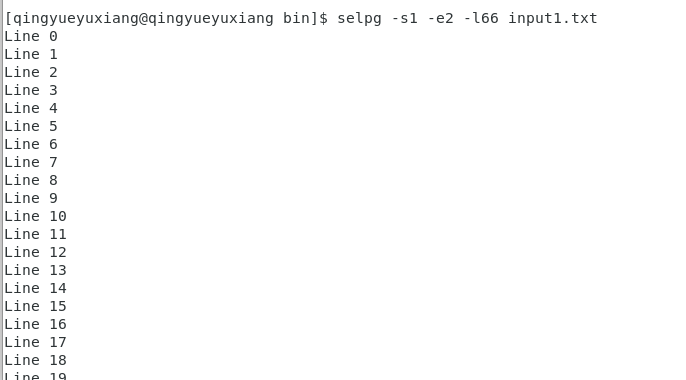 [qingyueyuxiang@qingyueyuxiang bin]$ selpg -s1 -e2 -l66 input1.txt
Line 0
Line 1
Line 2
Line 3
Line 4
Line 5
Line 6
Line 7
Line 8
Line 9
Line 10
Line 11
Line 12
Line 13
Line 14
Line 15
Line 16
Line 17
Line 18
Line 19